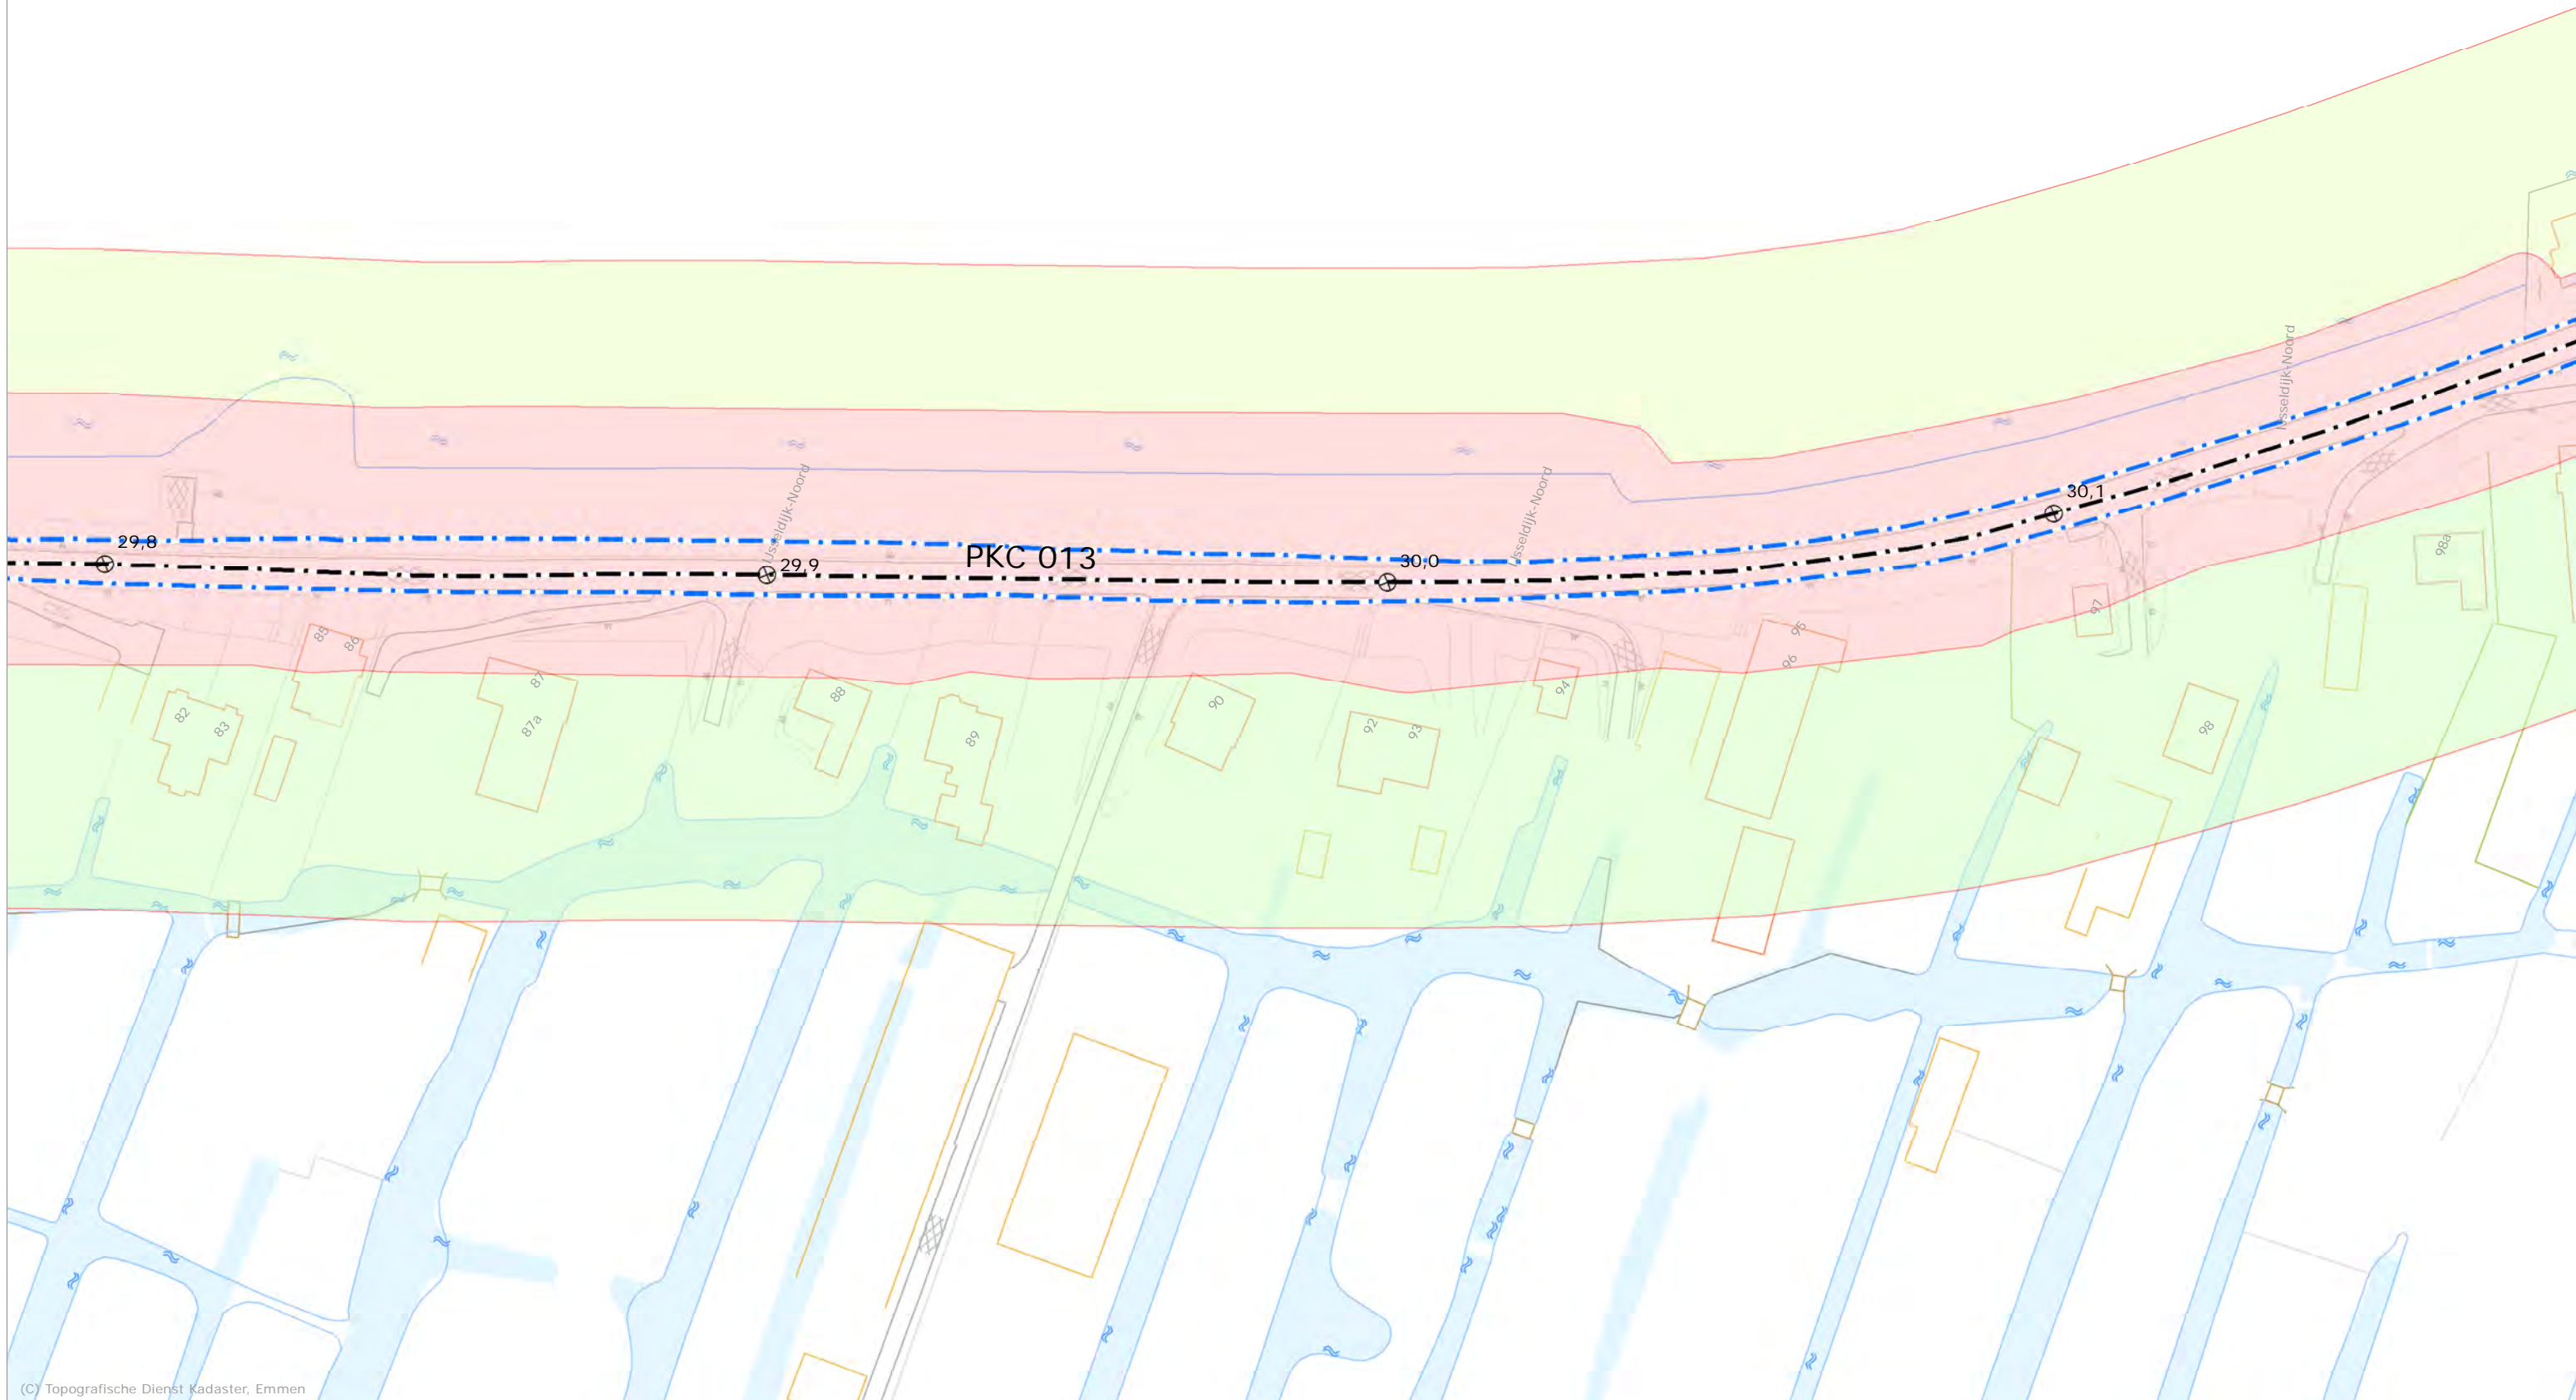 IJsseldijk-Noord
98a
IJsseldijk-Noord
IJsseldijk-Noord
30,1
29,8
29,9
PKC 013
30,0
97
85
86
95
96
87
87a
88
90
94
82
83
89
92
93
98
(C) Topografische Dienst Kadaster, Emmen